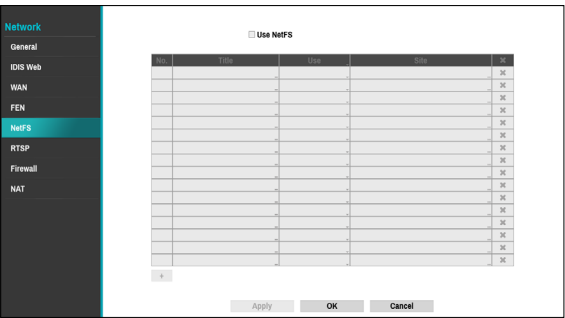 Network
General
IDIS Web
WAN
FEN
NetFS
RTSP
Firewall
NAT
Use NetFS
No. Title Use Site
+
Apply OK Cancel